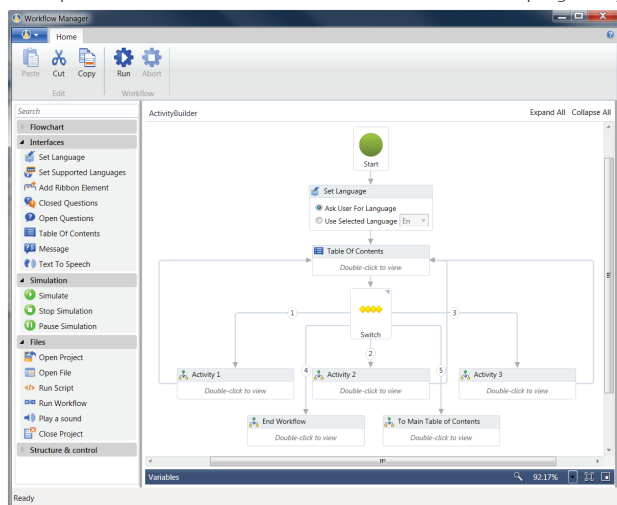 Workflow Manager
Home
Paste Cut Copy Run Abort
Edit Workflow
Search
Flowchart
Interfaces
Set Language
Set Supported Languages
Add Ribbon Element
Closed Questions
Open Questions
Table Of Contents
Message
Text To Speech
Simulation
Simulate
Stop Simulation
Pause Simulation
Files
Open Project
Open File
Run Script
Run Workflow
Play a sound
Close Project
Structure & control
ActivityBuilder Expand All Collapse All
Start
Set Language
Ask User For Language
Use Selected Language En
Table Of Contents
Double-click to view
1 3
Switch
4 2 5
Activity 1 Activity 2 Activity 3
Double-click to view Double-click to view Double-click to view
End Workflow To Main Table of Contents
Double-click to view Double-click to view
Variables 92.17%
Ready